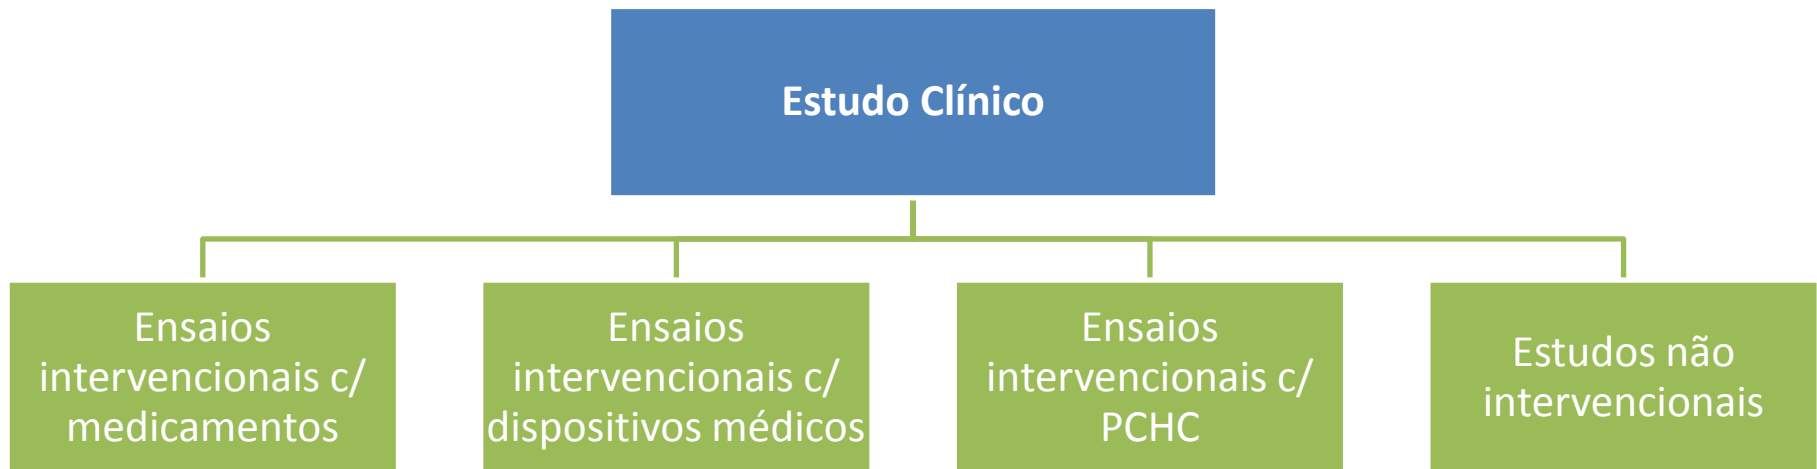 Estudo Clínico
Ensaios
intervencionais c/
medicamentos
Ensaios
intervencionais c/
dispositivos médicos
Ensaios
intervencionais c/
PCHC
Estudos não
intervencionais